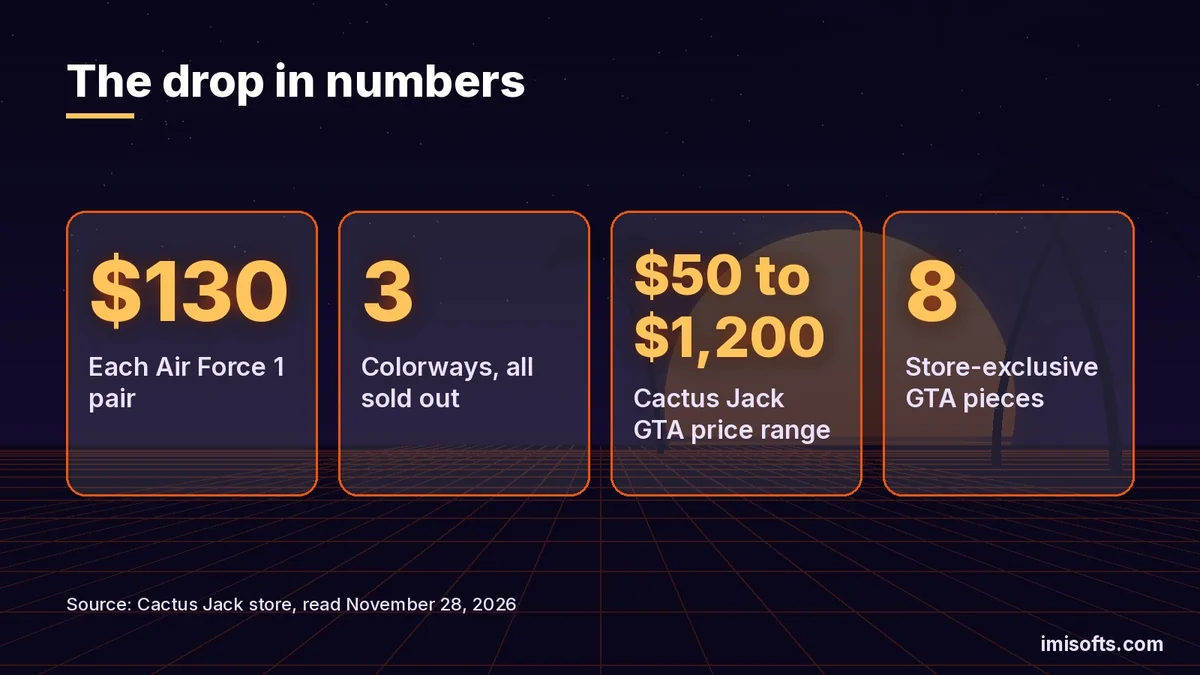 The drop in numbers
$130
Each Air Force 1
pair
3
Colorways, all
sold out
$50 to
$1,200
Cactus Jack
GTA price range
8
Store-exclusive
GTA pieces
Source: Cactus Jack store, read November 28, 2026
imisofts.com